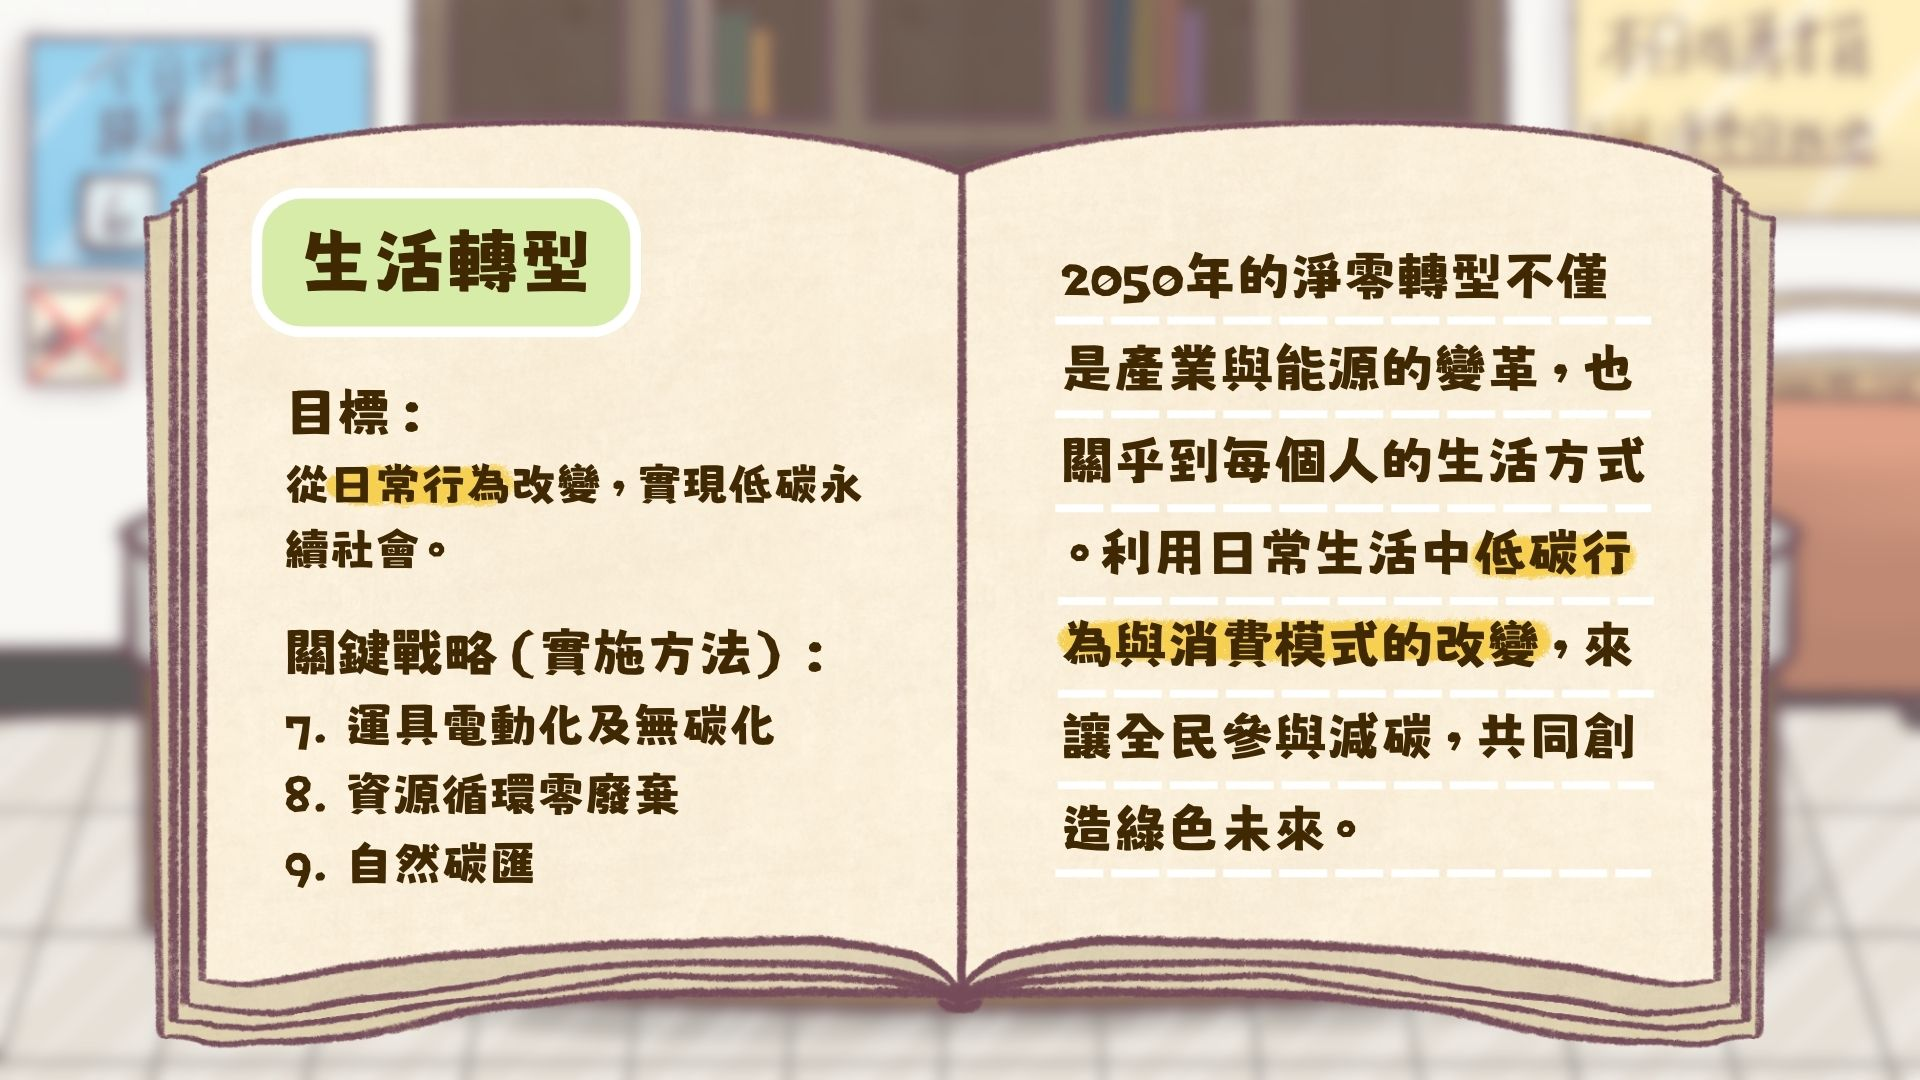 生活轉型
目標：
從日常行為改變，實現低碳永
續社會。
關鍵戰略（實施方法）：
7. 運具電動化及無碳化
8. 資源循環零廢棄
9. 自然碳匯
2050年的淨零轉型不僅
是產業與能源的變革，也
關乎到每個人的生活方式
。利用日常生活中低碳行
為與消費模式的改變，來
讓全民參與減碳，共同創
造綠色未來。